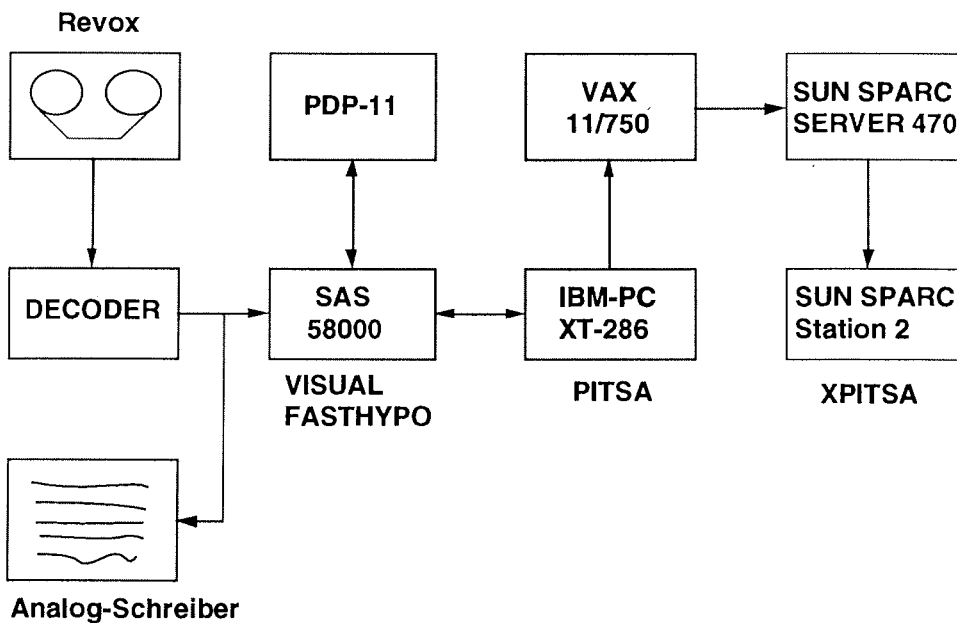 Revox
PDP-11
VAX
11/750
SUN SPARC
SERVER 470
DECODER
SAS
58000
IBM-PC
XT-286
SUN SPARC
Station 2
VISUAL
FASTHYPO
PITSA
XPITSA
Analog-Schreiber